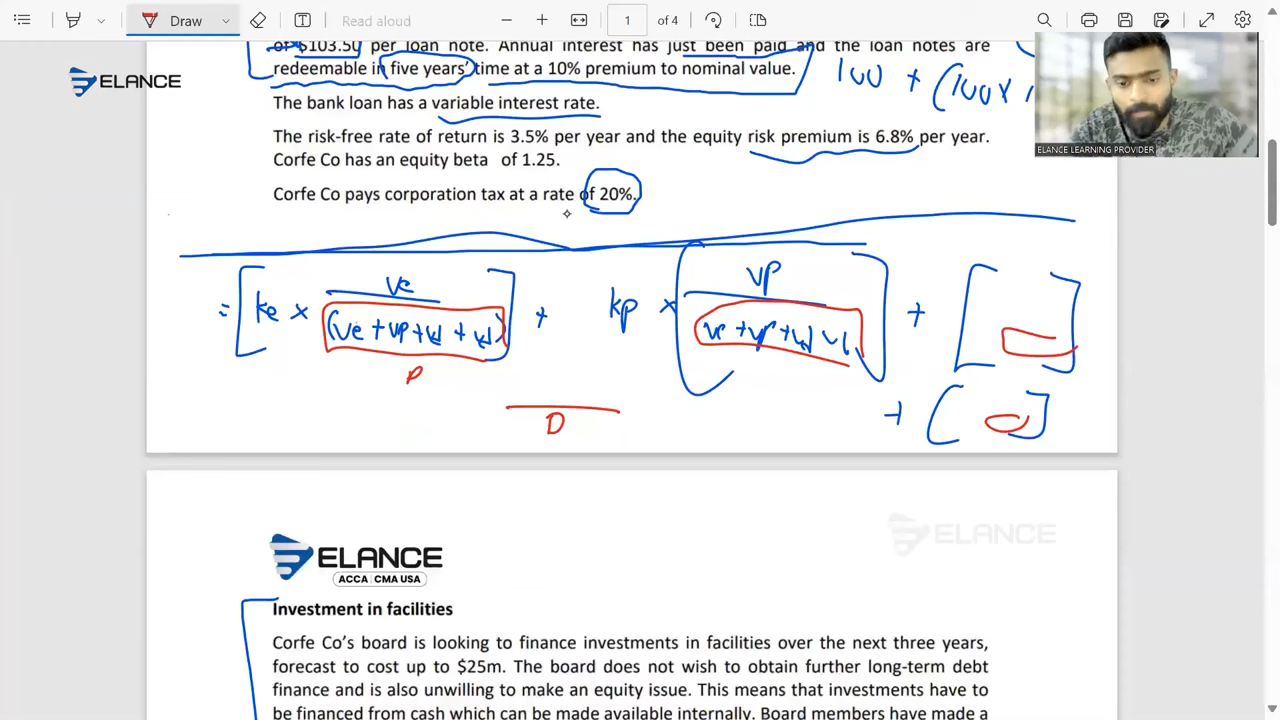 Draw
Read aloud
1 of 4
ELANCE
of $103.50 per loan note. Annual interest has just been paid and the loan notes are
redeemable in five years' time at a 10% premium to nominal value.
100 + (100 x 1
The bank loan has a variable interest rate.
The risk-free rate of return is 3.5% per year and the equity risk premium is 6.8% per year.
Corfe Co has an equity beta of 1.25.
ELANCE LEARNING PROVIDER
Corfe Co pays corporation tax at a rate of 20%.
ve
vp
= [ke x (ve + vp + vd + vd)] + kp x
+ [ ]
D
+ [ ]
ELANCE
ELANCE
ACCA | CMA USA
Investment in facilities
Corfe Co's board is looking to finance investments in facilities over the next three years,
forecast to cost up to $25m. The board does not wish to obtain further long-term debt
finance and is also unwilling to make an equity issue. This means that investments have to
be financed from cash which can be made available internally. Board members have made a